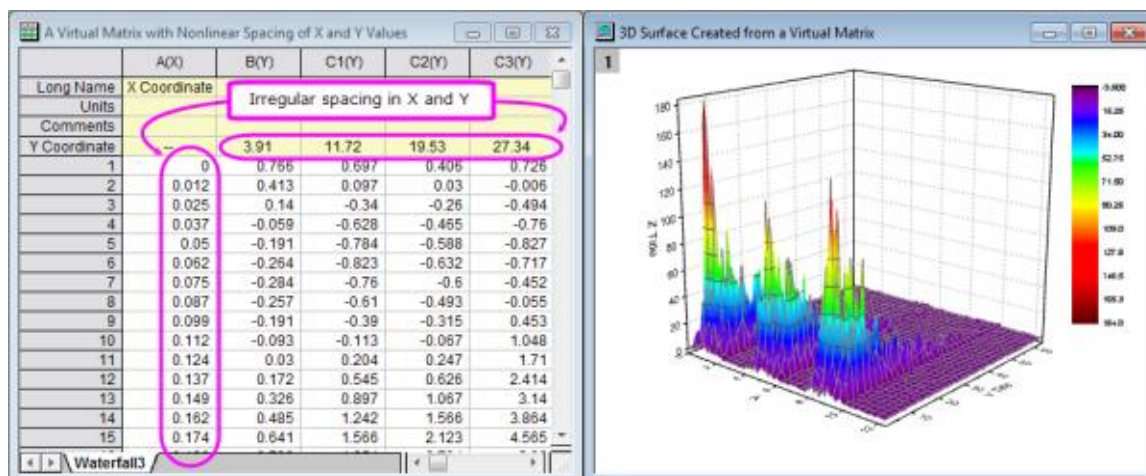 A Virtual Matrix with Nonlinear Spacing of X and Y Values
A(X) B(Y) C1(Y) C2(Y) C3(Y)
Long Name X Coordinate
Irregular spacing in X and Y
Units
Comments
Y Coordinate -- 3.91 11.72 19.53 27.34
1 0 0.766 0.697 0.406 0.726
2 0.012 0.413 0.097 0.03 -0.006
3 0.025 0.14 -0.34 -0.26 -0.494
4 0.037 -0.059 -0.628 -0.465 -0.76
5 0.05 -0.191 -0.784 -0.588 -0.827
6 0.062 -0.264 -0.823 -0.632 -0.717
7 0.075 -0.284 -0.76 -0.6 -0.452
8 0.087 -0.257 -0.61 -0.493 -0.055
9 0.099 -0.191 -0.39 -0.315 0.453
10 0.112 -0.093 -0.113 -0.067 1.048
11 0.124 0.03 0.204 0.247 1.71
12 0.137 0.172 0.545 0.626 2.414
13 0.149 0.326 0.897 1.067 3.14
14 0.162 0.485 1.242 1.566 3.864
15 0.174 0.641 1.566 2.123 4.565
Waterfall3
3D Surface Created from a Virtual Matrix
1
180
160
140
120
100
80
60
40
20
0